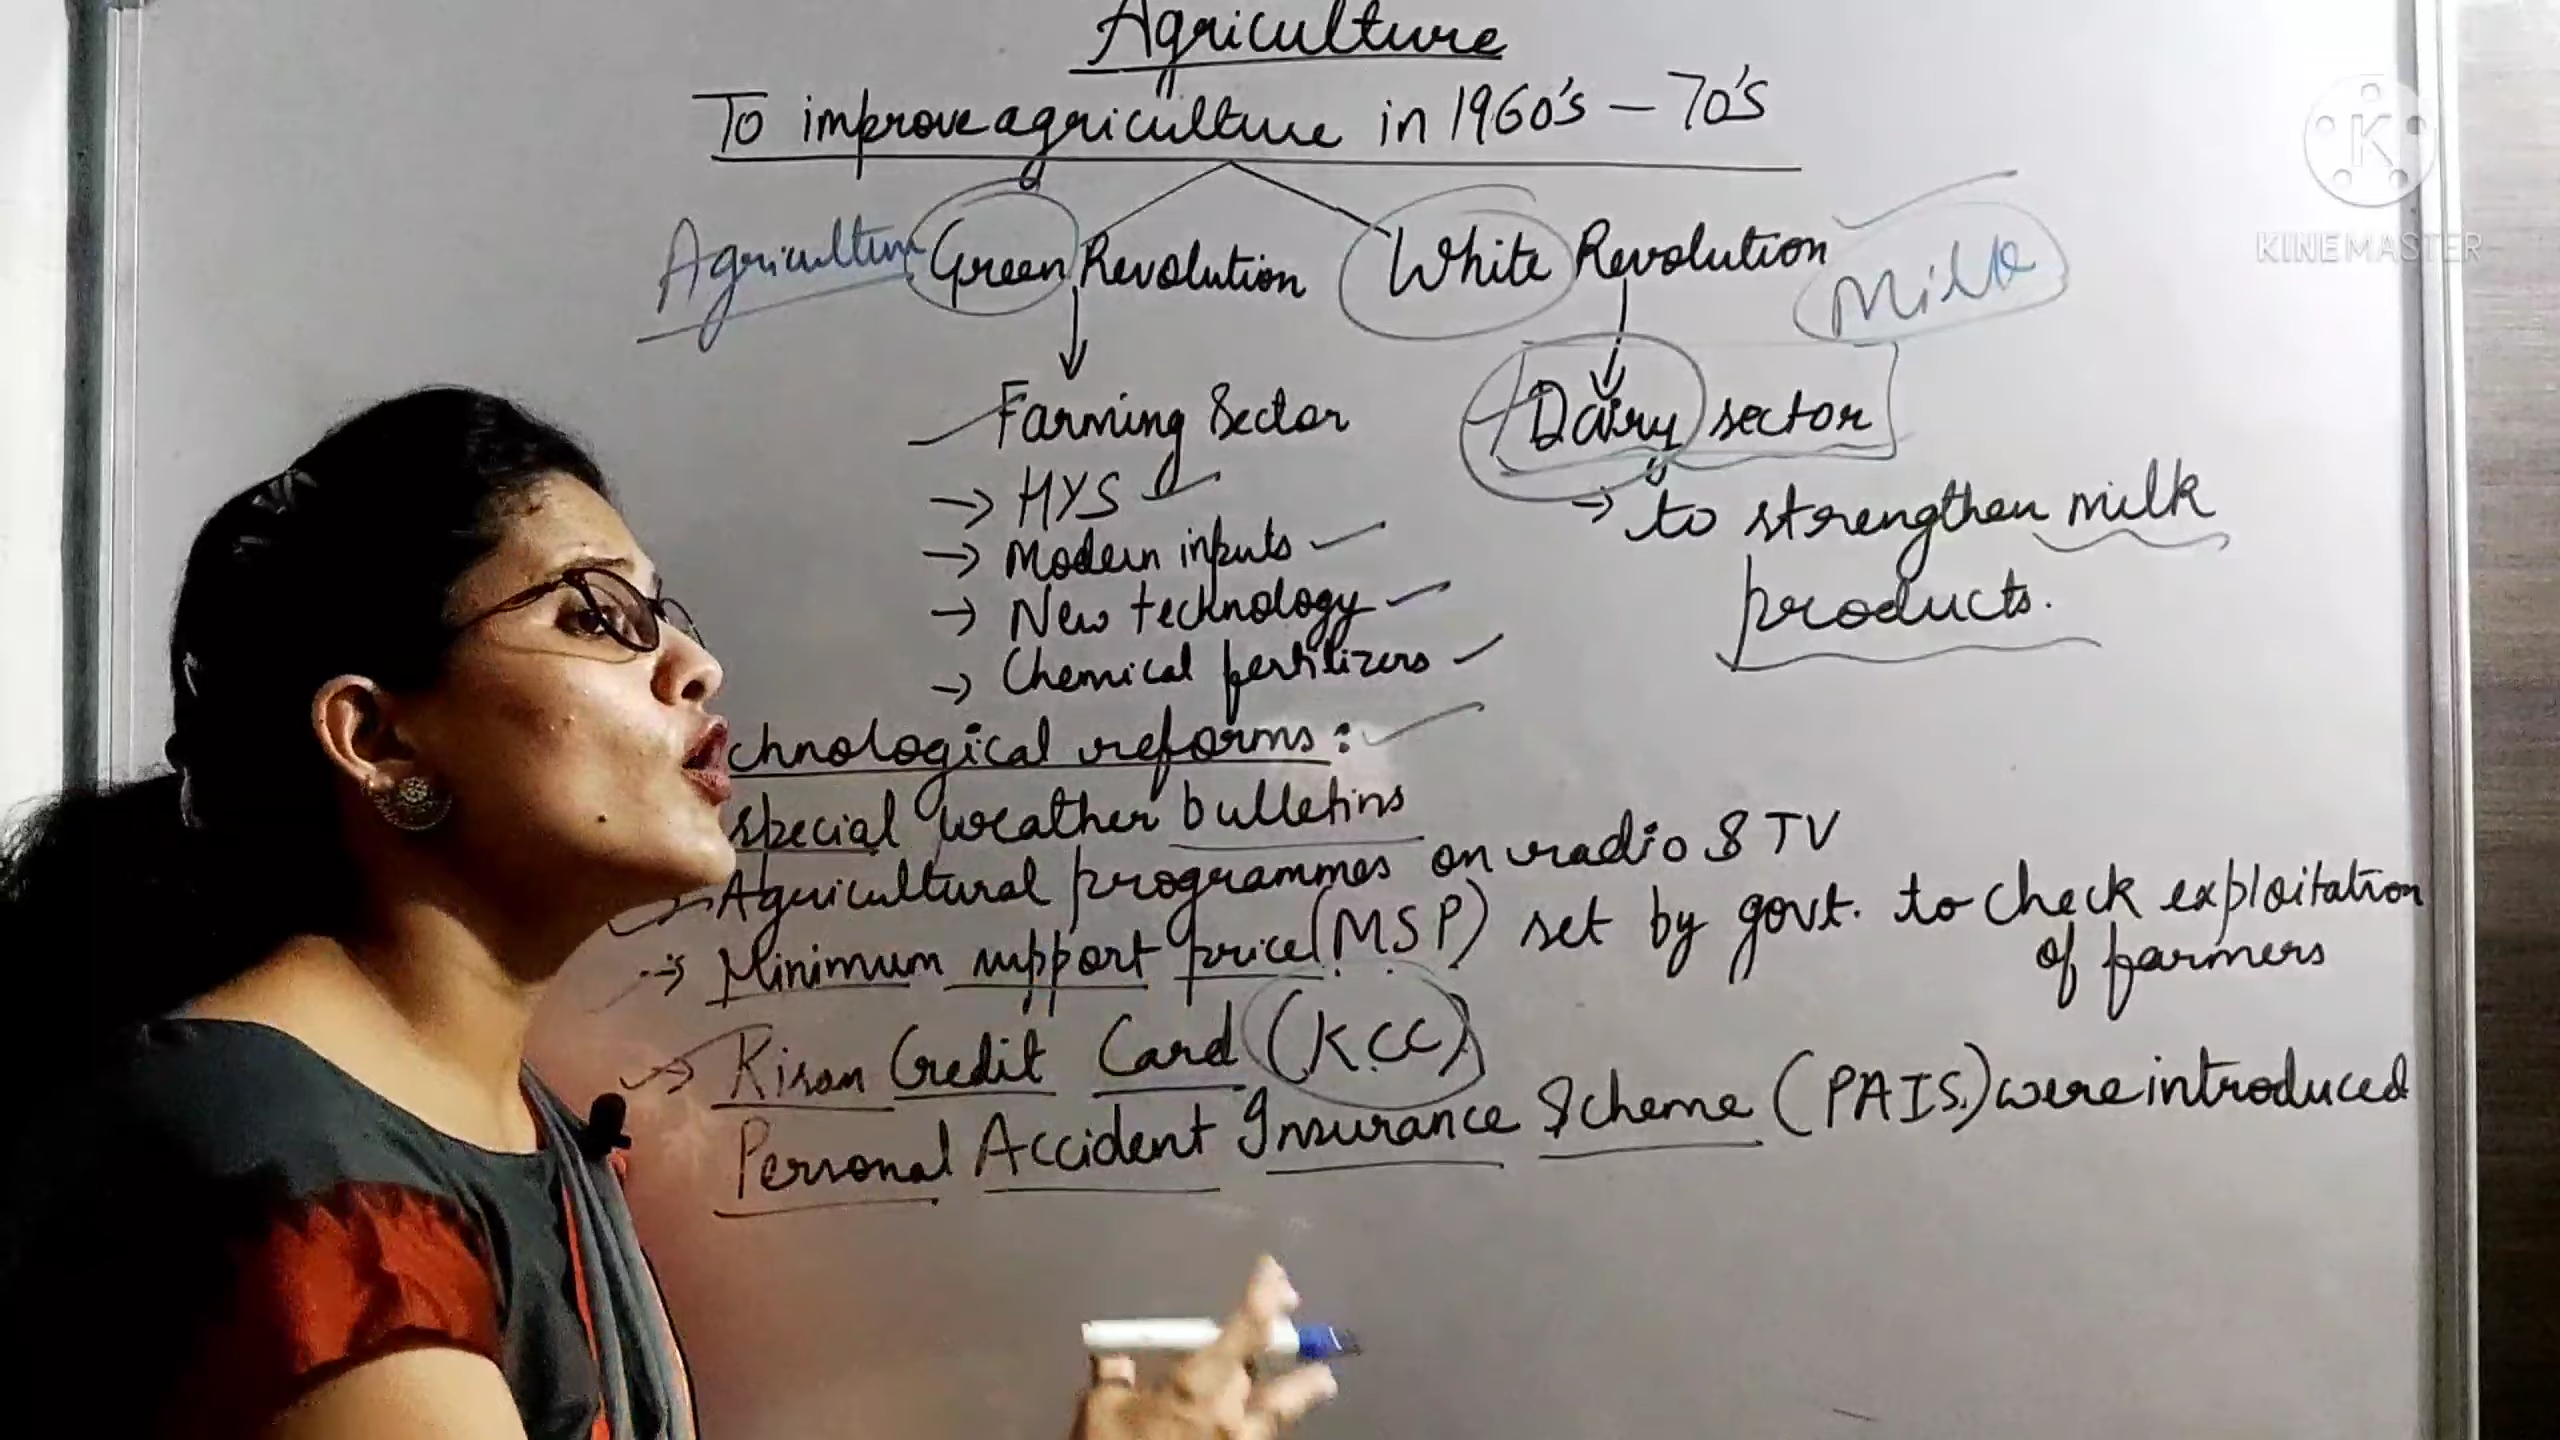 Agriculture
To improve agriculture in 1960's - 70's
Agriculture Green Revolution White Revolution Milk
Farming Sector
Dairy sector
→ HYS
→ to strengthen milk
products.
→ Modern inputs
→ New technology
→ Chemical fertilizers
chnological reforms:
special weather bulletins
→ Agricultural programmes on radio & TV
→ Minimum support price (MSP) set by govt. to check exploitation
of farmers
→ Kisan Credit Card (KCC)
Personal Accident Insurance Scheme (PAIS) were introduced
K
KINEMASTER